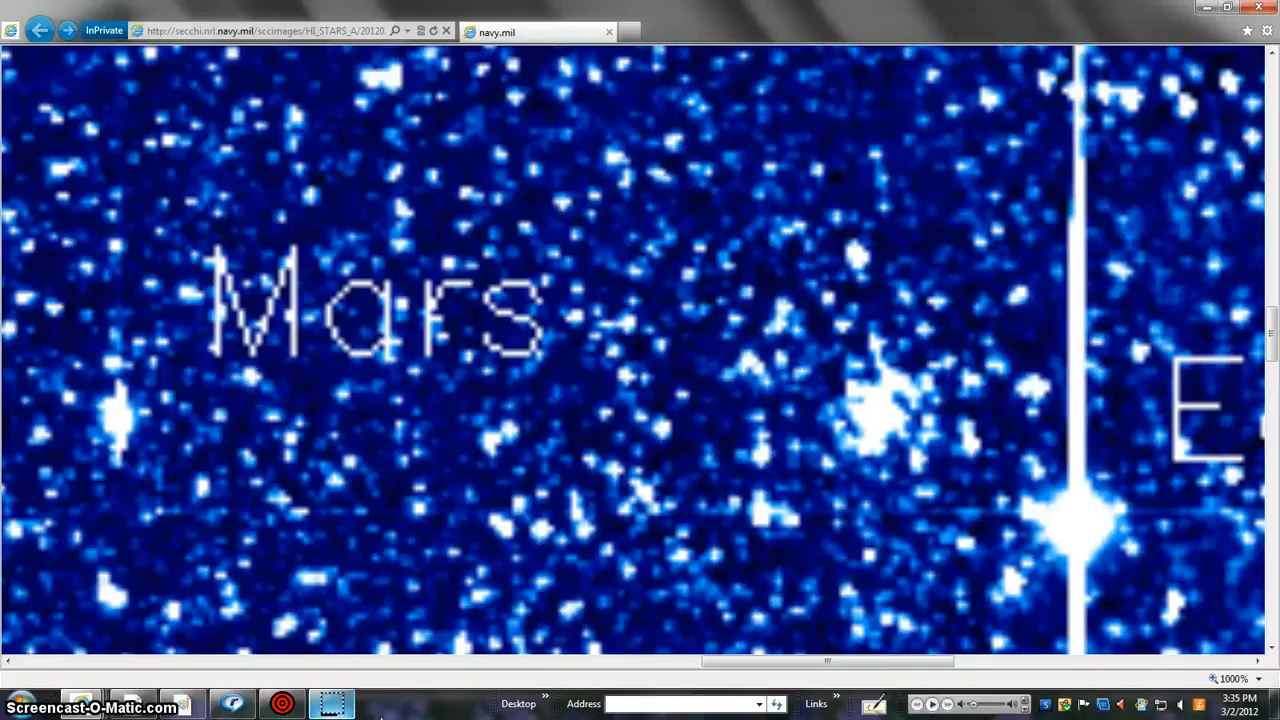 InPrivate
http://secchi.nrl.navy.mil/sccimages/HI_STARS_A/20120
navy.mil
Mars
E
1000%
Screencast-O-Matic.com
Desktop
Address
Links
3:35 PM
3/2/2012